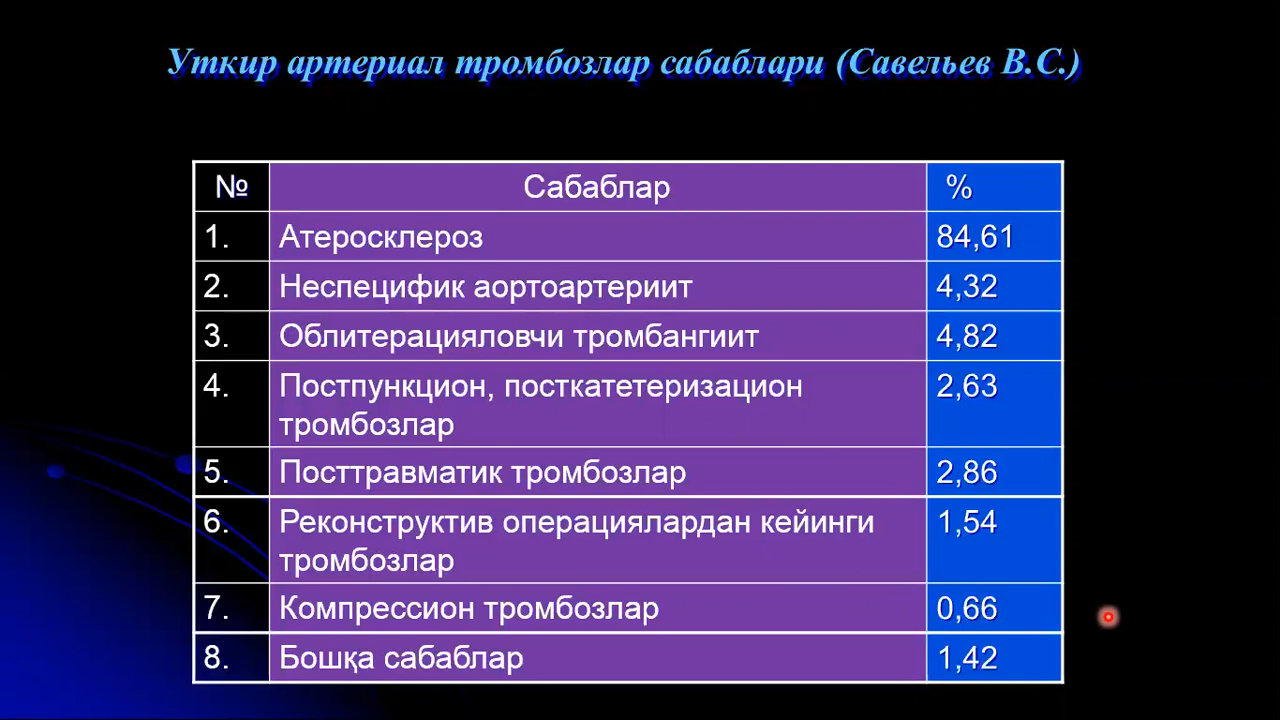 Уткир артериал тромбозлар сабаблари (Савельев В.С.)
№ Сабаблар %
1. Атеросклероз 84,61
2. Неспецифик аортоартериит 4,32
3. Облитерацияловчи тромбангиит 4,82
4. Постпункцион, посткатетеризацион 2,63
тромбозлар
5. Посттравматик тромбозлар 2,86
6. Реконструктив операциялардан кейинги 1,54
тромбозлар
7. Компрессион тромбозлар 0,66
8. Бошқа сабаблар 1,42